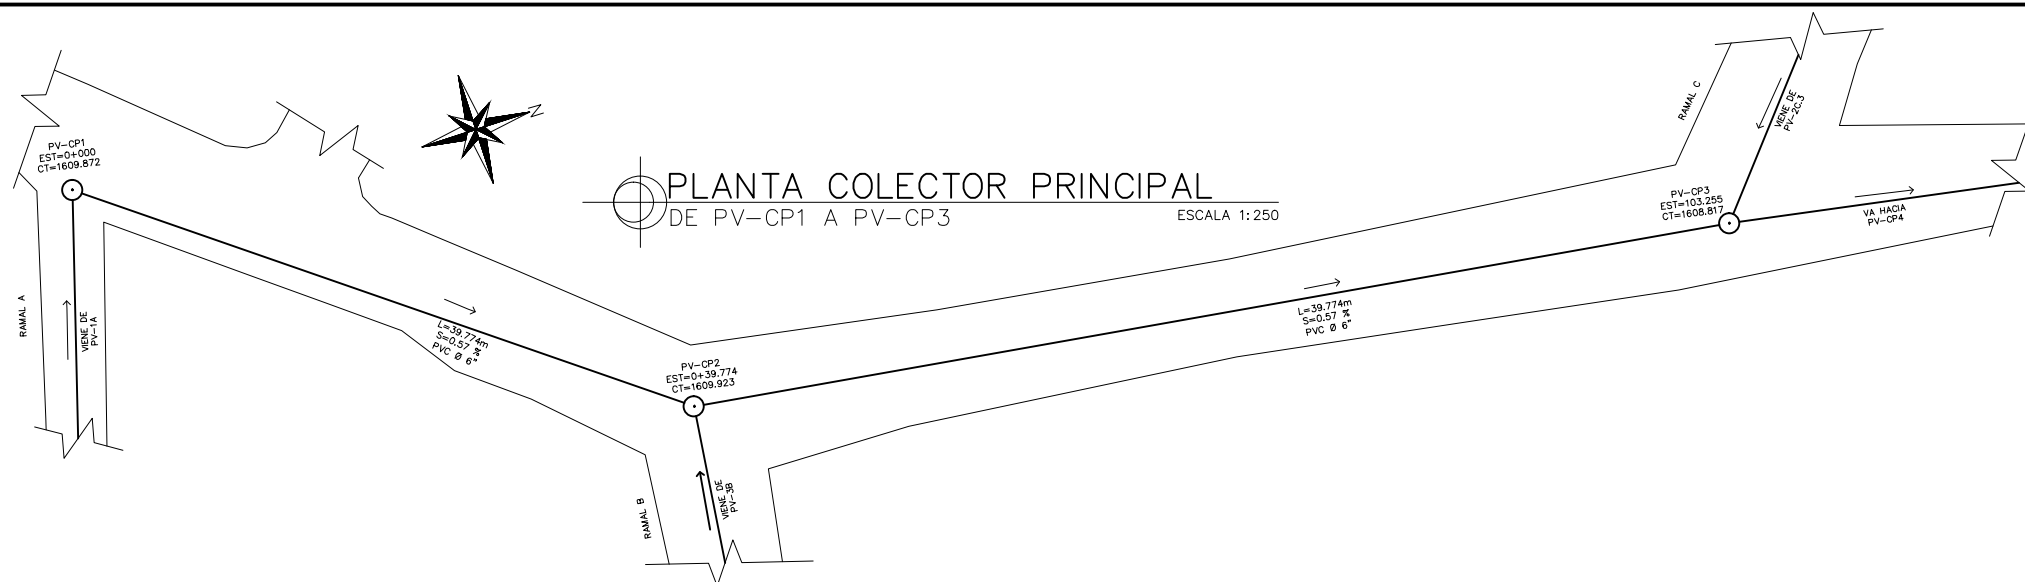 PV-CP1
EST=0+000
CT=1609.872
N
PLANTA COLECTOR PRINCIPAL
DE PV-CP1 A PV-CP3
ESCALA 1:250
RAMAL C
VIENE DE
PV-2C.3
PV-CP3
EST=103.255
CT=1608.817
VA HACIA
PV-CP4
RAMAL A
VIENE DE
PV-1A
L=39.774m
S=0.57 %
PVC Ø 6"
L=39.774m
S=0.57 %
PVC Ø 6"
PV-CP2
EST=0+39.774
CT=1609.923
RAMAL B
VIENE DE
PV-3B